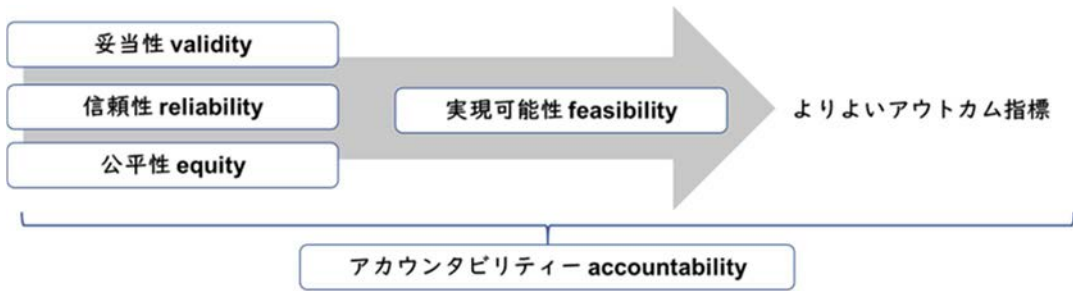 妥当性 validity
信頼性 reliability
公平性 equity
実現可能性 feasibility
よりよいアウトカム指標
アカウンタビリティー accountability